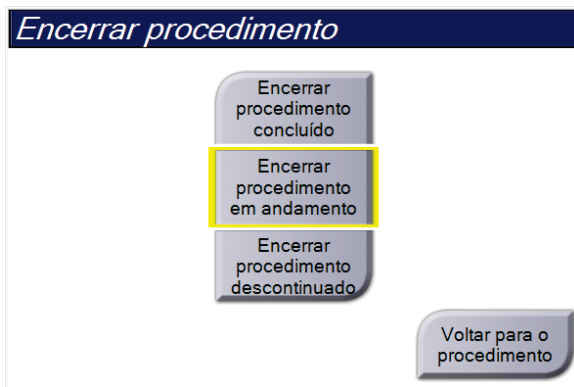 Encerrar procedimento
Encerrar
procedimento
concluído
Encerrar
procedimento
em andamento
Encerrar
procedimento
descontinuado
Voltar para o
procedimento